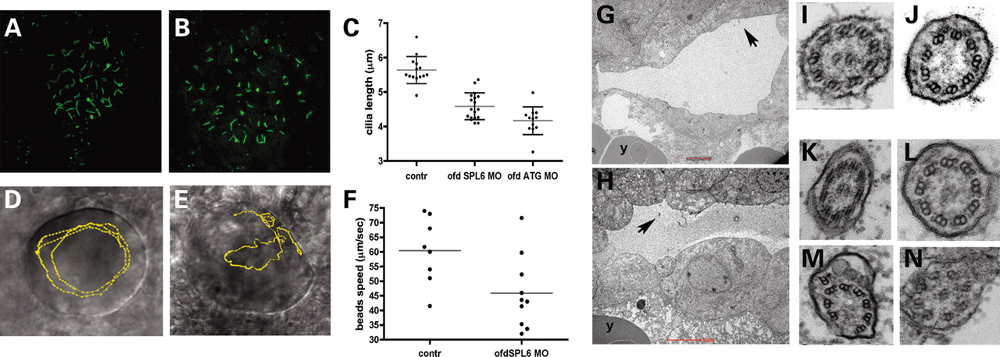 A
B
C
cilia length (µm)
7
6
5
4
3
contr
ofd SPL6 MO
ofd ATG MO
D
E
F
beads speed (µm/sec)
75
70
65
60
55
50
45
40
35
30
contr
ofdSPL6 MO
G
y
H
y
I
J
K
L
M
N